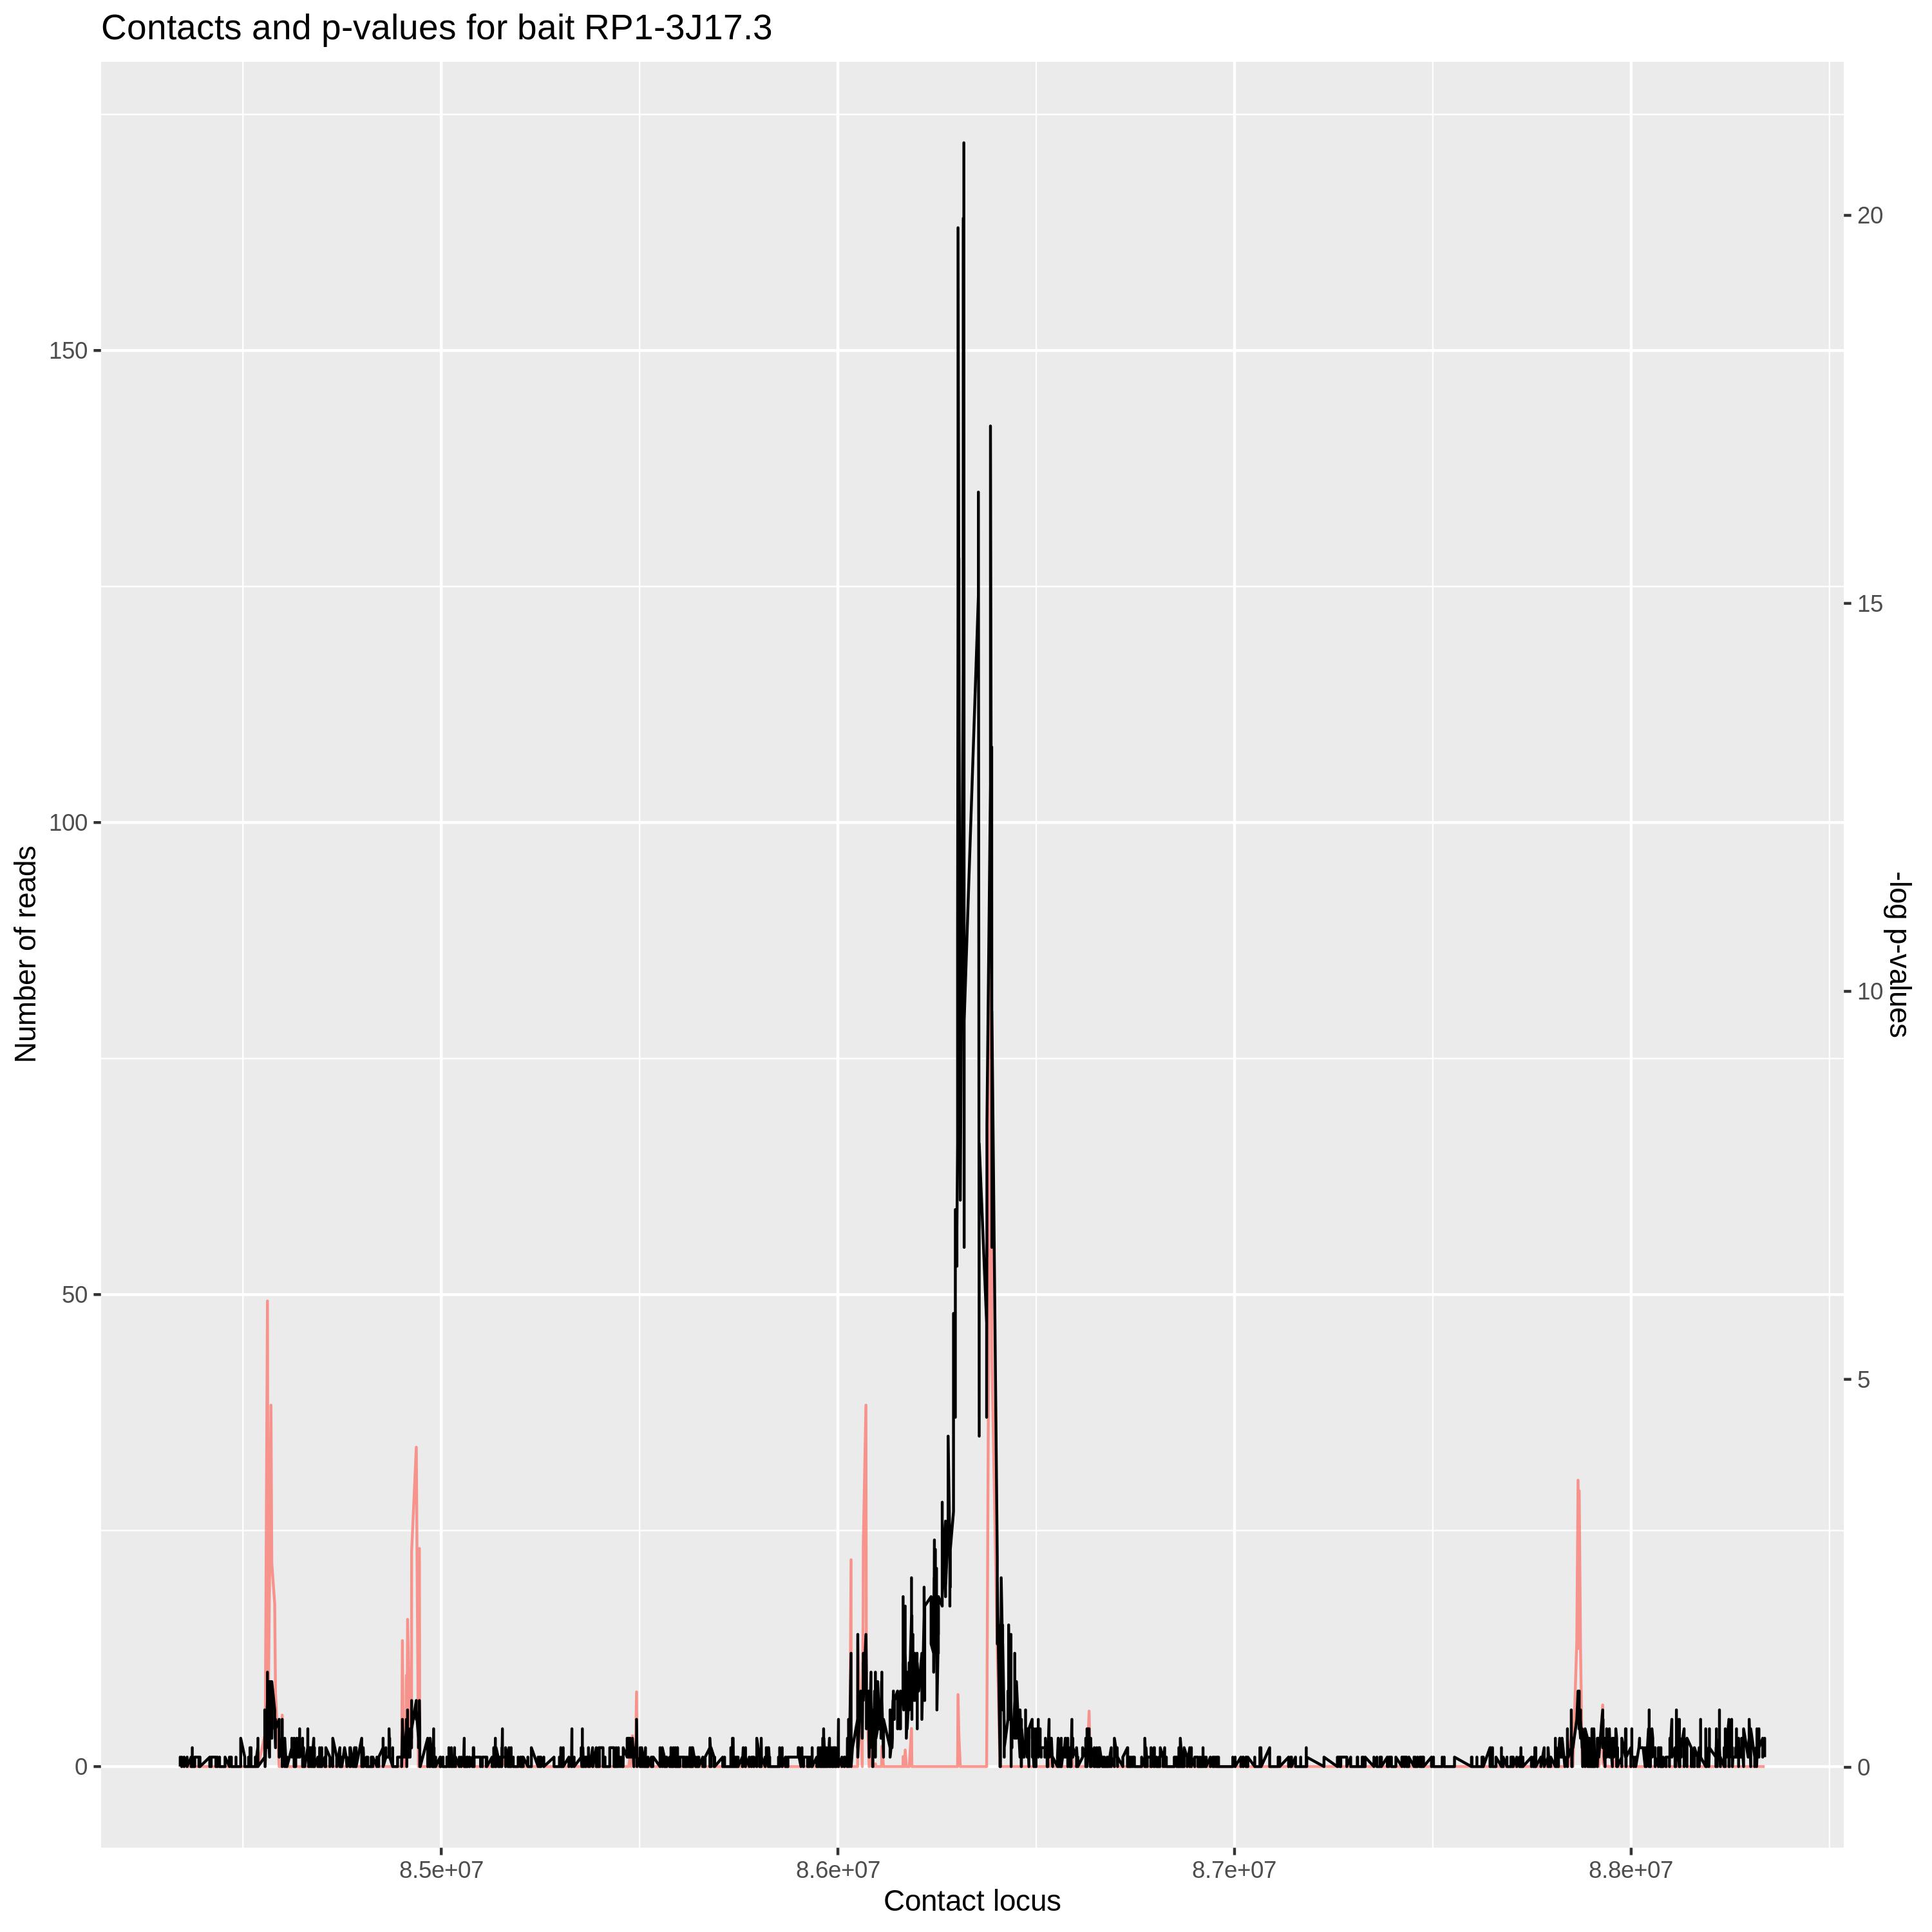 Contacts and p-values for bait RP1-3J17.3
150
100
50
0
Number of reads
20
15
10
5
0
-log p-values
8.5e+07 8.6e+07 8.7e+07 8.8e+07
Contact locus